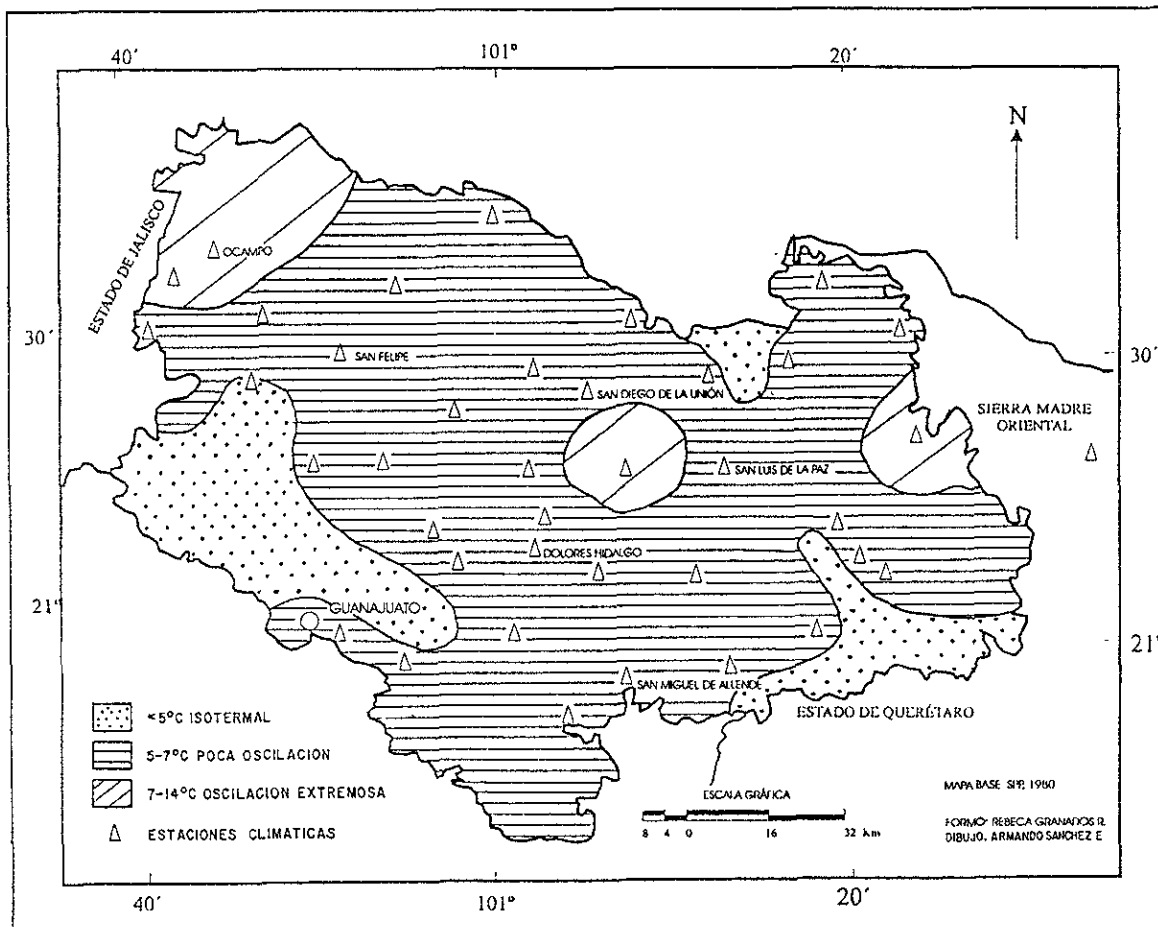 40´ 101° 20´
N
ESTADO DE JALISCO
OCAMPO
30´ 30´
SAN FELIPE
SAN DIEGO DE LA UNIÓN
SIERRA MADRE
ORIENTAL
SAN LUIS DE LA PAZ
DOLORES HIDALGO
21° 21°
GUANAJUATO
SAN MIGUEL DE ALLENDE
ESTADO DE QUERÉTARO
<5°C ISOTERMAL
5-7°C POCA OSCILACION
7-14°C OSCILACION EXTREMOSA
ESTACIONES CLIMATICAS
ESCALA GRÁFICA
8 4 0 16 32 km
MAPA BASE SPP, 1980
FORMO' REBECA GRANADOS R.
DIBUJO. ARMANDO SANCHEZ E
40´ 101° 20´